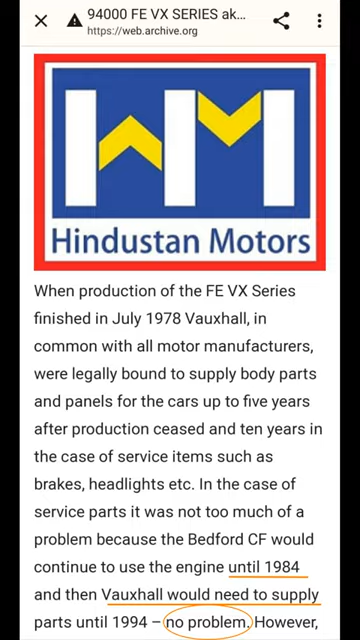 94000 FE VX SERIES ak...
https://web.archive.org
Hindustan Motors
When production of the FE VX Series
finished in July 1978 Vauxhall, in
common with all motor manufacturers,
were legally bound to supply body parts
and panels for the cars up to five years
after production ceased and ten years in
the case of service items such as
brakes, headlights etc. In the case of
service parts it was not too much of a
problem because the Bedford CF would
continue to use the engine until 1984
and then Vauxhall would need to supply
parts until 1994 – no problem. However,